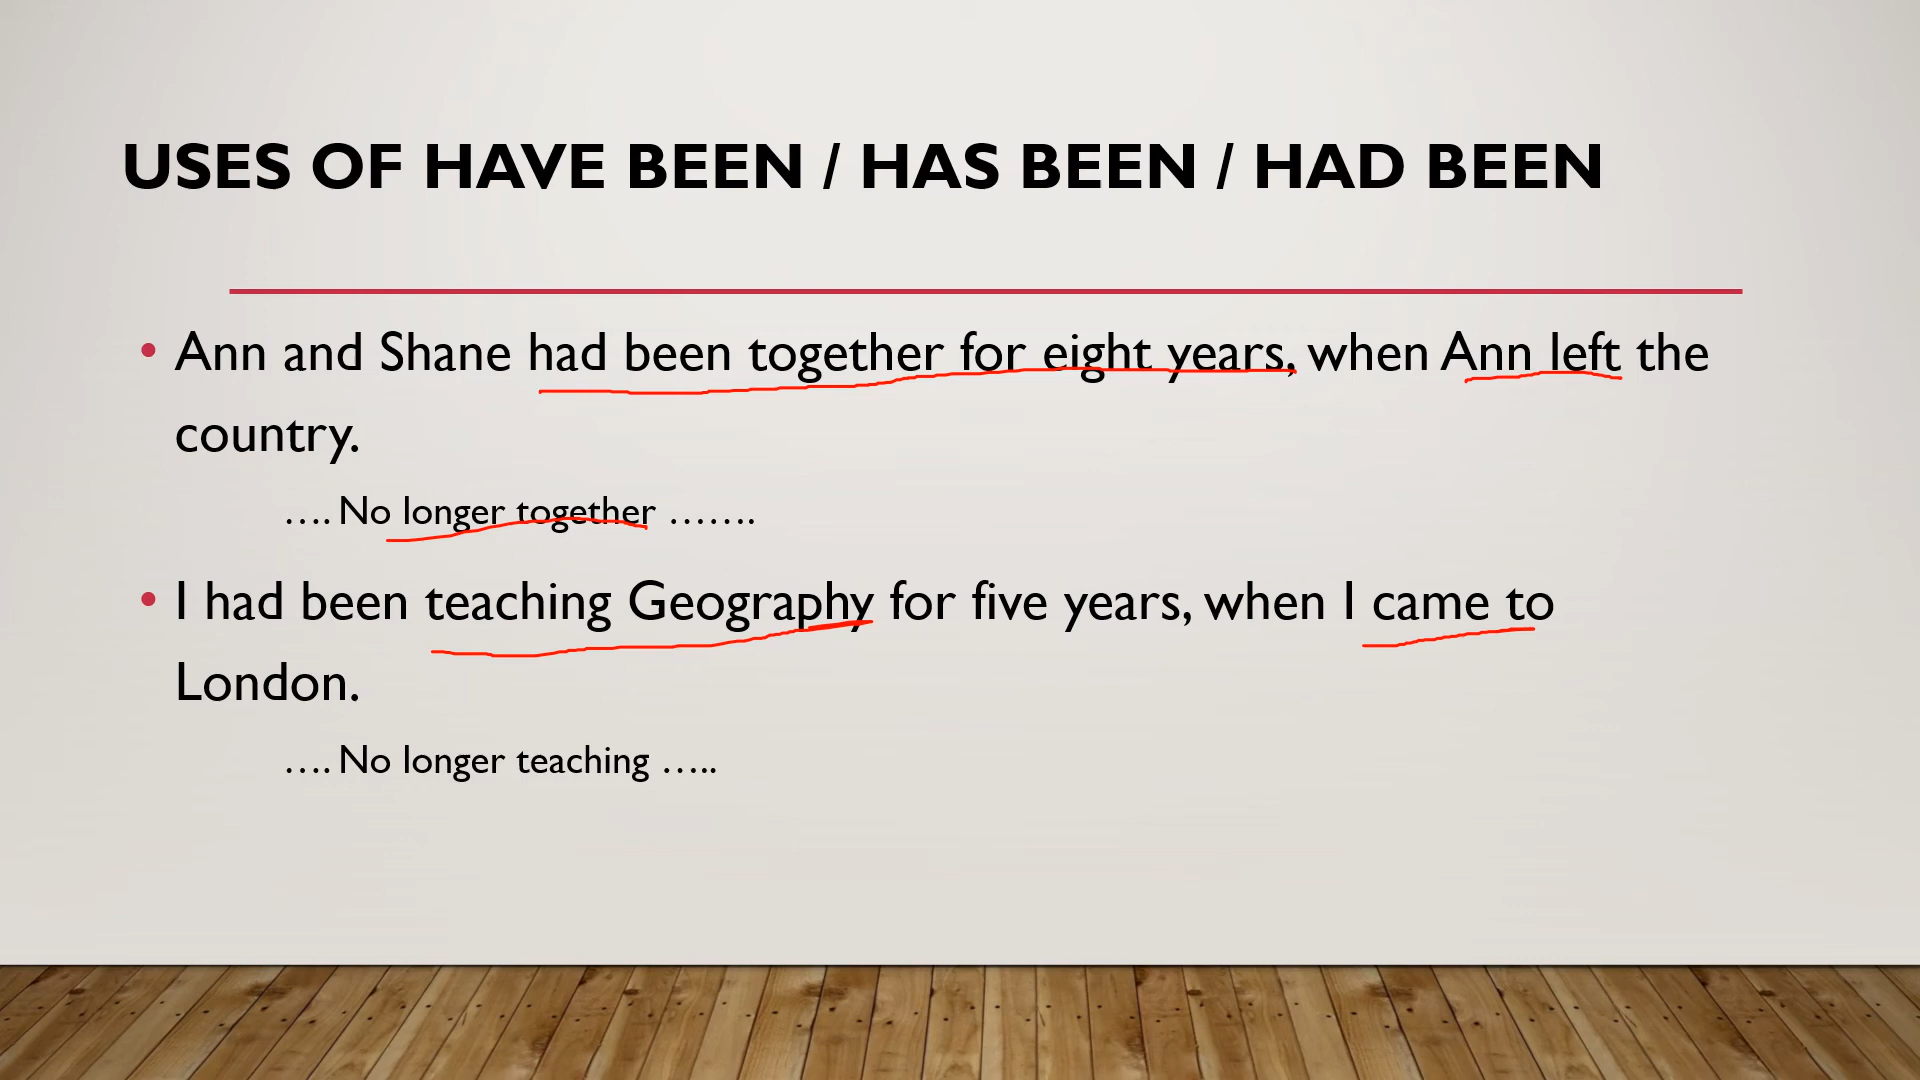 USES OF HAVE BEEN / HAS BEEN / HAD BEEN
• Ann and Shane had been together for eight years, when Ann left the
country.
…. No longer together …….
• I had been teaching Geography for five years, when I came to
London.
…. No longer teaching …..